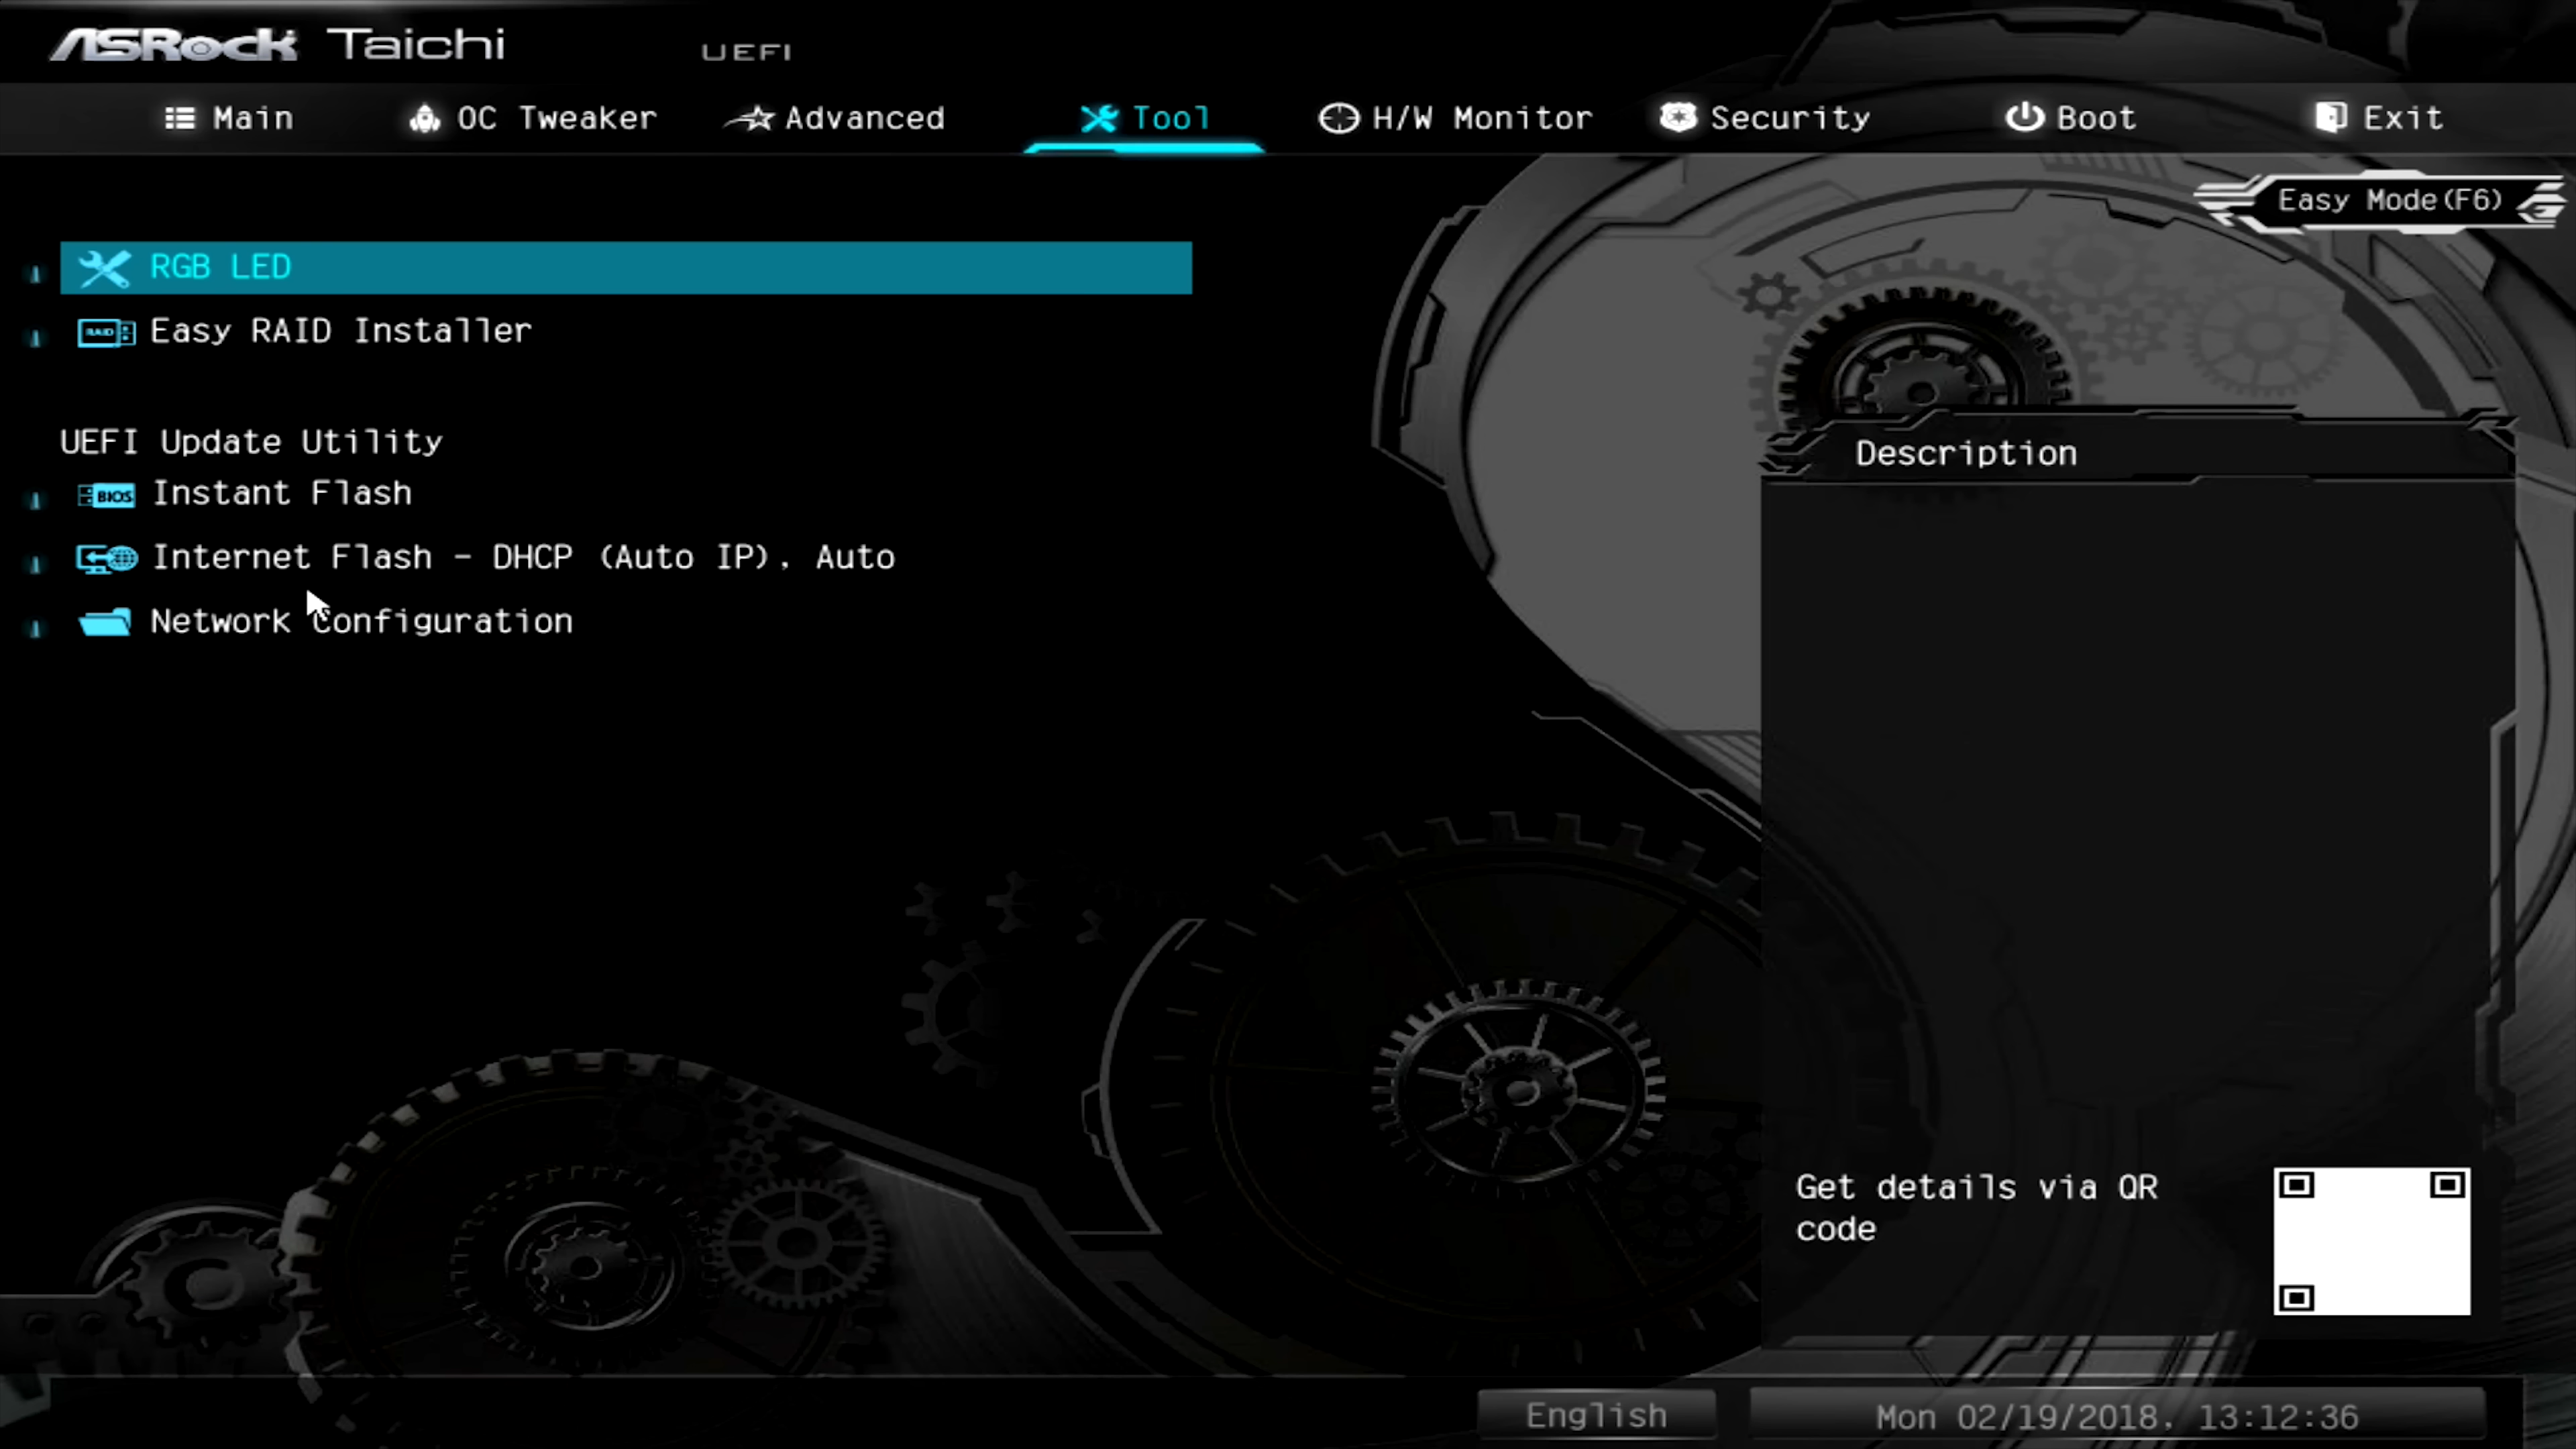 ASRock Taichi UEFI
Main OC Tweaker Advanced Tool H/W Monitor Security Boot Exit
Easy Mode(F6)
RGB LED
RAID Easy RAID Installer
UEFI Update Utility
BIOS Instant Flash
Internet Flash - DHCP (Auto IP), Auto
Network Configuration
Description
Get details via QR
code
English Mon 02/19/2018, 13:12:36